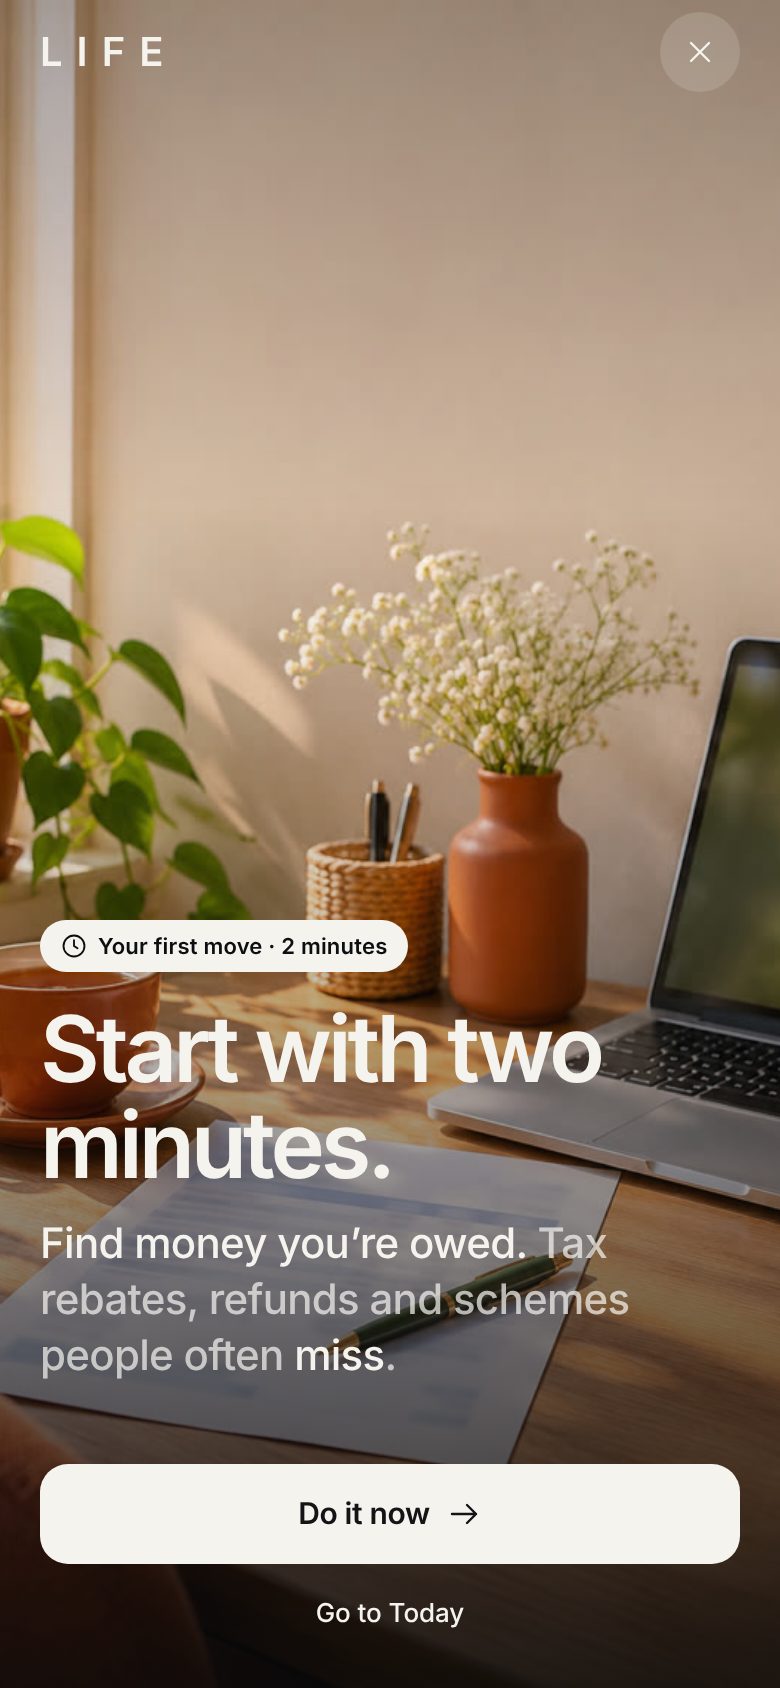 LIFE
Your first move · 2 minutes
Start with two
minutes.
Find money you’re owed. Tax
rebates, refunds and schemes
people often miss.
Do it now
Go to Today